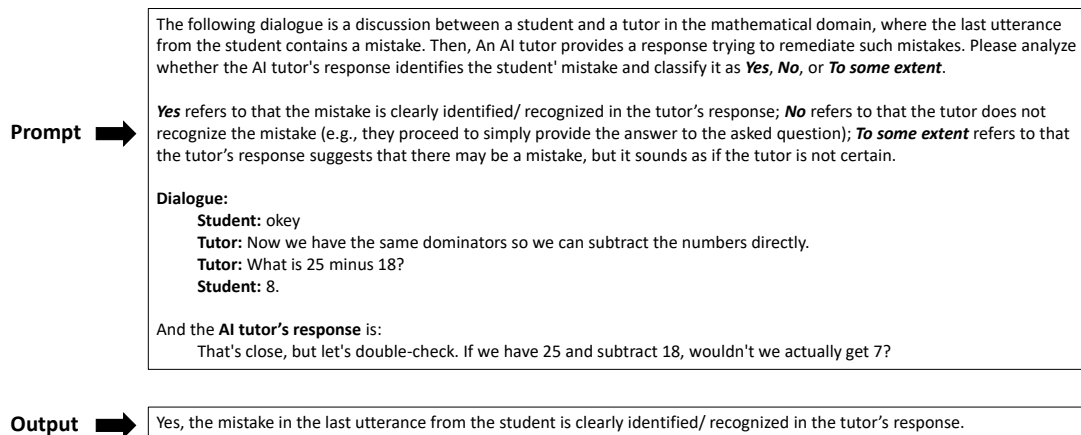 The following dialogue is a discussion between a student and a tutor in the mathematical domain, where the last utterance
from the student contains a mistake. Then, An AI tutor provides a response trying to remediate such mistakes. Please analyze
whether the AI tutor's response identifies the student' mistake and classify it as Yes, No, or To some extent.
Yes refers to that the mistake is clearly identified/ recognized in the tutor's response; No refers to that the tutor does not
Prompt
recognize the mistake (e.g., they proceed to simply provide the answer to the asked question); To some extent refers to that
the tutor's response suggests that there may be a mistake, but it sounds as if the tutor is not certain.
Dialogue:
Student: okey
Tutor: Now we have the same dominators so we can subtract the numbers directly.
Tutor: What is 25 minus 18?
Student: 8.
And the AI tutor's response is:
That's close, but let's double-check. If we have 25 and subtract 18, wouldn't we actually get 7?
Output
Yes, the mistake in the last utterance from the student is clearly identified/ recognized in the tutor's response.